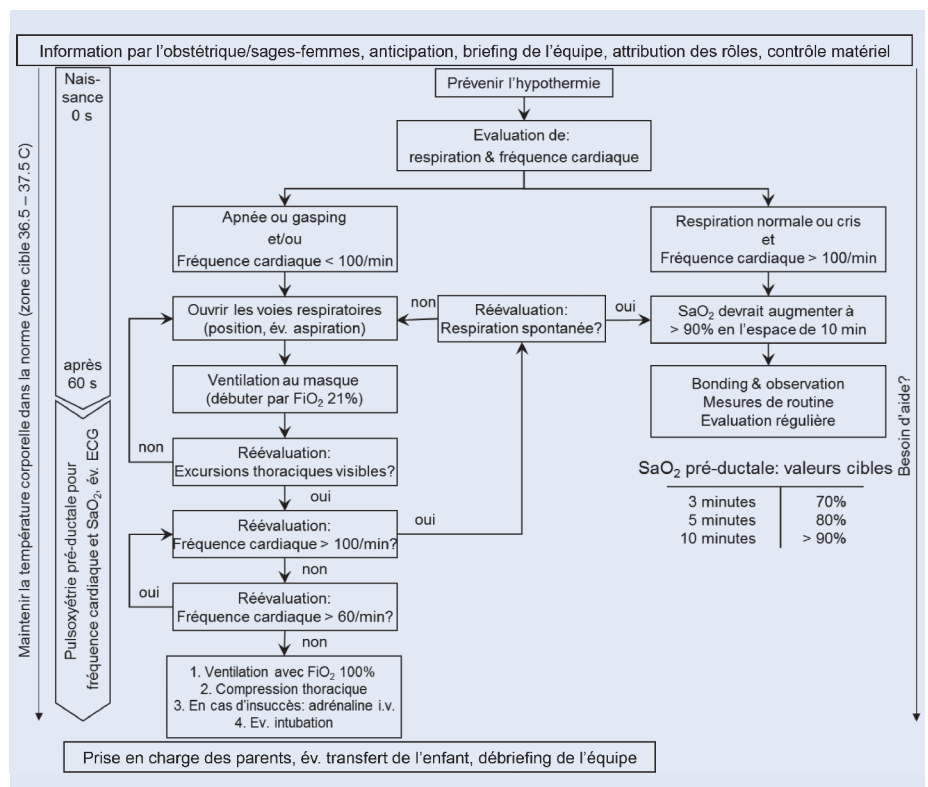 Information par l'obstétrique/sages-femmes, anticipation, briefing de l'équipe, attribution des rôles, contrôle matériel
Maintenir la température corporelle dans la norme (zone cible 36.5 – 37.5 C)
Nais-
sance
0 s
après
60 s
Pulsoxyétrie pré-ductale pour
fréquence cardiaque et SaO₂, év. ECG
Prévenir l'hypothermie
Evaluation de:
respiration & fréquence cardiaque
Apnée ou gasping
et/ou
Fréquence cardiaque < 100/min
Respiration normale ou cris
et
Fréquence cardiaque > 100/min
Ouvrir les voies respiratoires
(position, év. aspiration)
non
Réévaluation:
Respiration spontanée?
oui
SaO₂ devrait augmenter à
> 90% en l'espace de 10 min
Ventilation au masque
(débuter par FiO₂ 21%)
Bonding & observation
Mesures de routine
Evaluation régulière
non
Réévaluation:
Excursions thoraciques visibles?
oui
Réévaluation:
Fréquence cardiaque > 100/min?
oui
non
oui
Réévaluation:
Fréquence cardiaque > 60/min?
non
1. Ventilation avec FiO₂ 100%
2. Compression thoracique
3. En cas d'insuccès: adrénaline i.v.
4. Ev. intubation
SaO₂ pré-ductale: valeurs cibles
3 minutes 70%
5 minutes 80%
10 minutes > 90%
Besoin d'aide?
Prise en charge des parents, év. transfert de l'enfant, débriefing de l'équipe